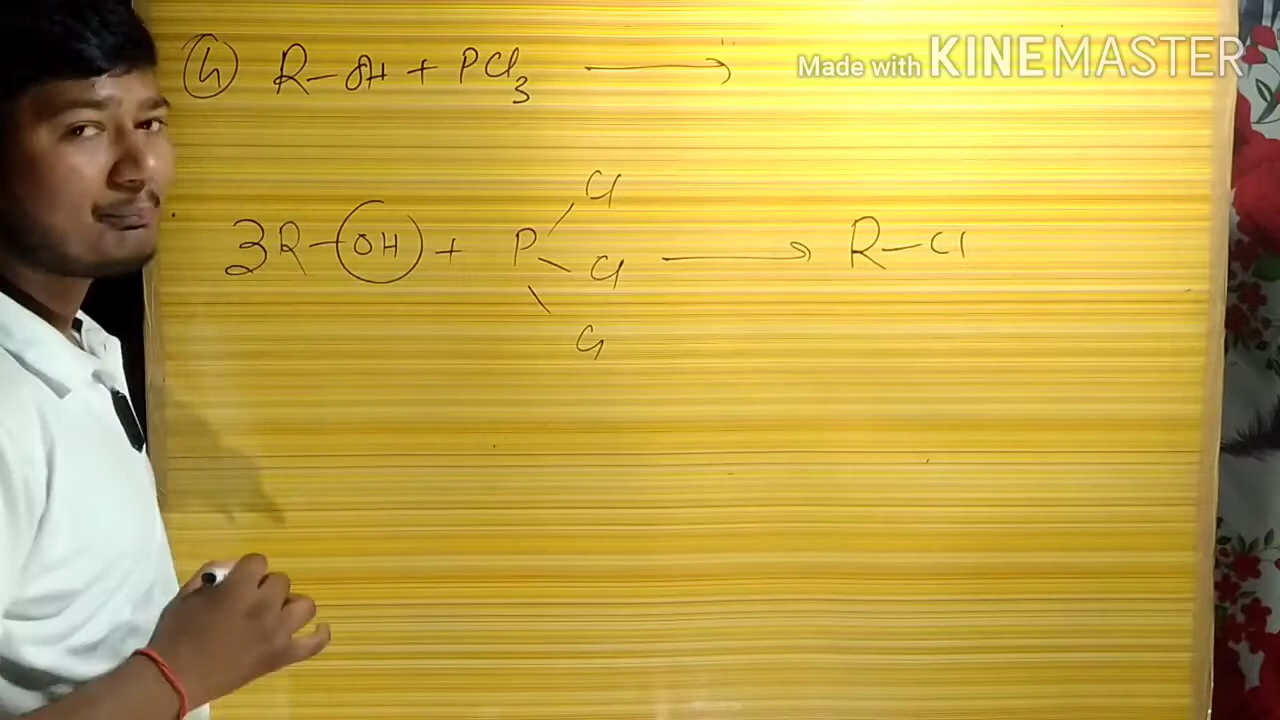 ④ R-OH + PCl3 ⟶
Made with KINEMASTER
Cl
3R-OH + P Cl ⟶ R-Cl
Cl